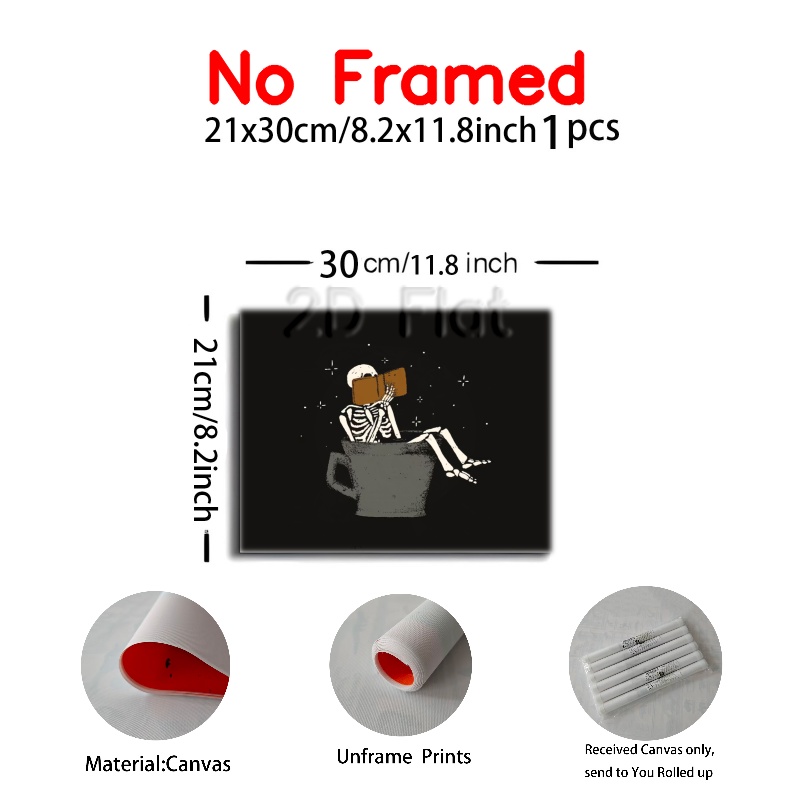 No Framed
21x30cm/8.2x11.8inch 1 pcs
30 cm/11.8 inch
2D Flat
21cm/8.2inch
Material:Canvas
Unframe Prints
Received Canvas only,
send to You Rolled up